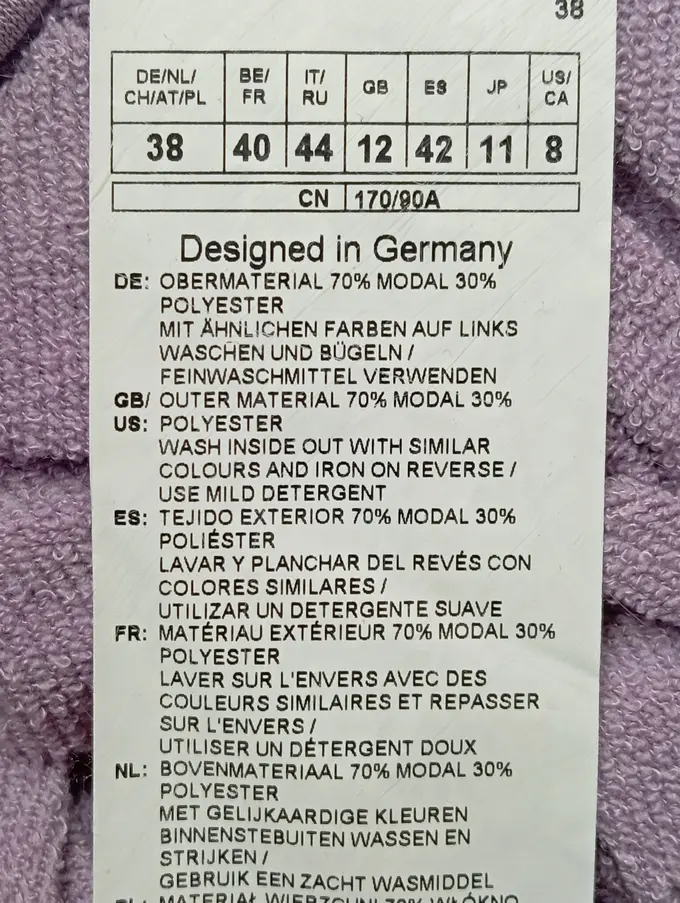 38
DE/NL/ CH/AT/PL BE/ FR IT/ RU GB ES JP US/ CA
38 40 44 12 42 11 8
CN 170/90A
Designed in Germany
DE: OBERMATERIAL 70% MODAL 30%
POLYESTER
MIT ÄHNLICHEN FARBEN AUF LINKS
WASCHEN UND BÜGELN /
FEINWASCHMITTEL VERWENDEN
GB/ OUTER MATERIAL 70% MODAL 30%
US: POLYESTER
WASH INSIDE OUT WITH SIMILAR
COLOURS AND IRON ON REVERSE /
USE MILD DETERGENT
ES: TEJIDO EXTERIOR 70% MODAL 30%
POLIÉSTER
LAVAR Y PLANCHAR DEL REVÉS CON
COLORES SIMILARES /
UTILIZAR UN DETERGENTE SUAVE
FR: MATÉRIAU EXTÉRIEUR 70% MODAL 30%
POLYESTER
LAVER SUR L'ENVERS AVEC DES
COULEURS SIMILAIRES ET REPASSER
SUR L'ENVERS /
UTILISER UN DÉTERGENT DOUX
NL: BOVENMATERIAAL 70% MODAL 30%
POLYESTER
MET GELIJKAARDIGE KLEUREN
BINNENSTEBUITEN WASSEN EN
STRIJKEN /
GEBRUIK EEN ZACHT WASMIDDEL
PL: MATERIAŁ WIERZCHNI 70% WŁÓKNO